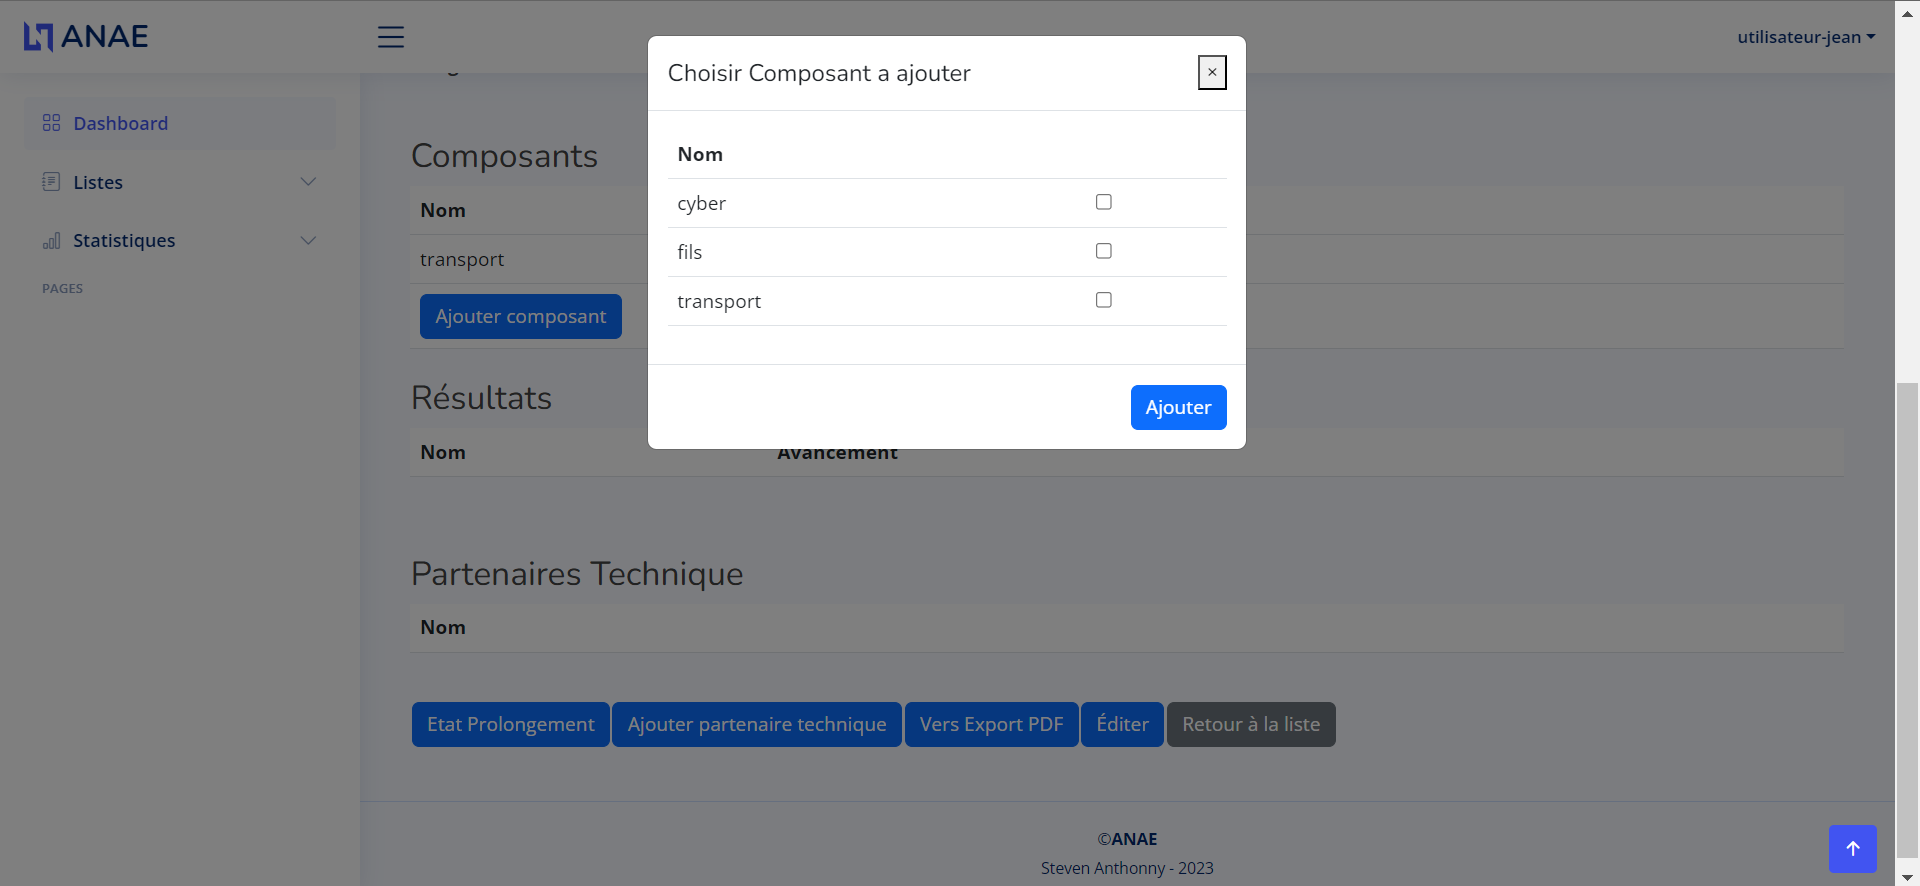 ANAE
utilisateur-jean
Choisir Composant a ajouter
×
Nom
cyber
fils
transport
Ajouter
Dashboard
Listes
Statistiques
PAGES
Composants
Nom
transport
Ajouter composant
Résultats
Nom Avancement
Partenaires Technique
Nom
Etat Prolongement Ajouter partenaire technique Vers Export PDF Éditer Retour à la liste
©ANAE
Steven Anthonny - 2023